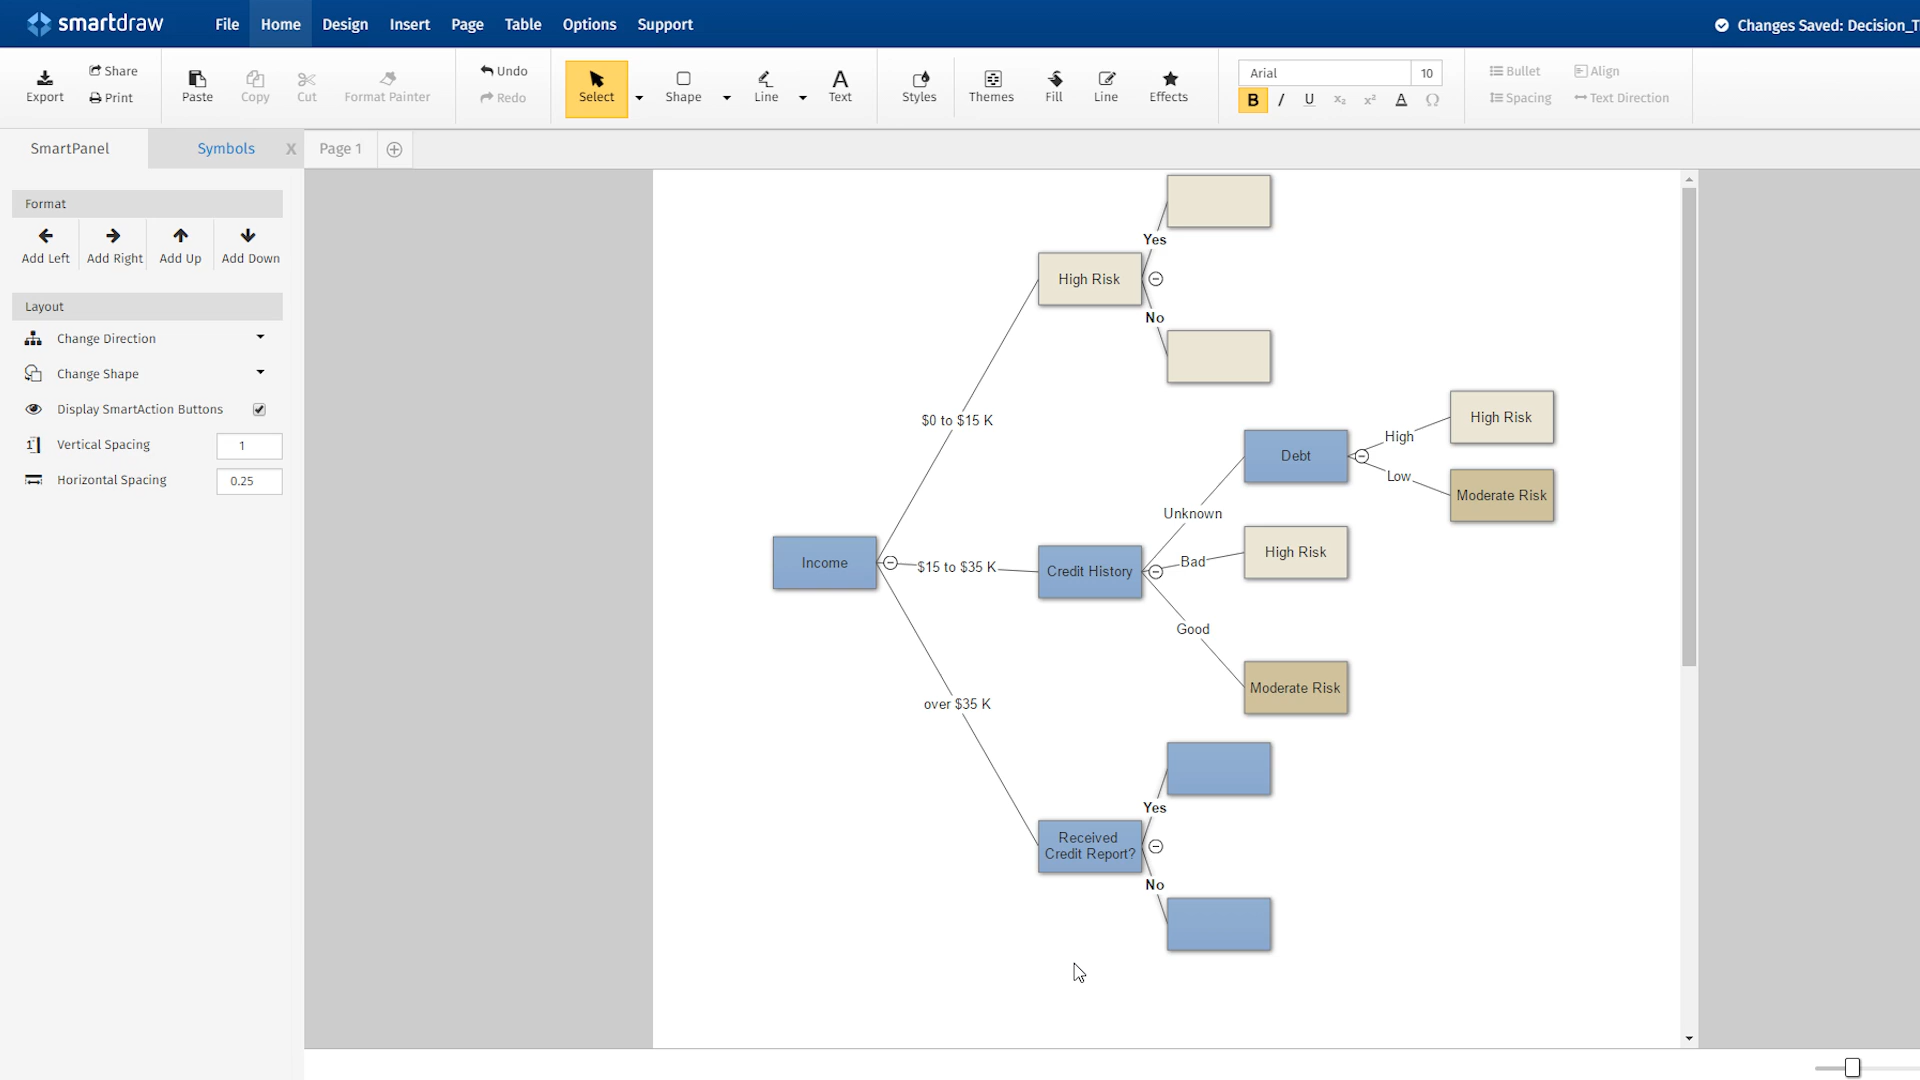 smartdraw
File Home Design Insert Page Table Options Support
Changes Saved: Decision_T
Export
Share
Print
Paste
Copy
Cut
Format Painter
Undo
Redo
Select
Shape
Line
Text
Styles
Themes
Fill
Line
Effects
Arial 10
B I U x₂ x² A Ω
Bullet
Align
Spacing
Text Direction
SmartPanel
Symbols X
Page 1
Format
Add Left
Add Right
Add Up
Add Down
Layout
Change Direction
Change Shape
Display SmartAction Buttons
Vertical Spacing 1
Horizontal Spacing 0.25
Yes
High Risk
No
$0 to $15 K
High Risk
High
Debt
Low
Moderate Risk
Unknown
High Risk
Bad
Income
$15 to $35 K
Credit History
Good
Moderate Risk
over $35 K
Yes
Received
Credit Report?
No